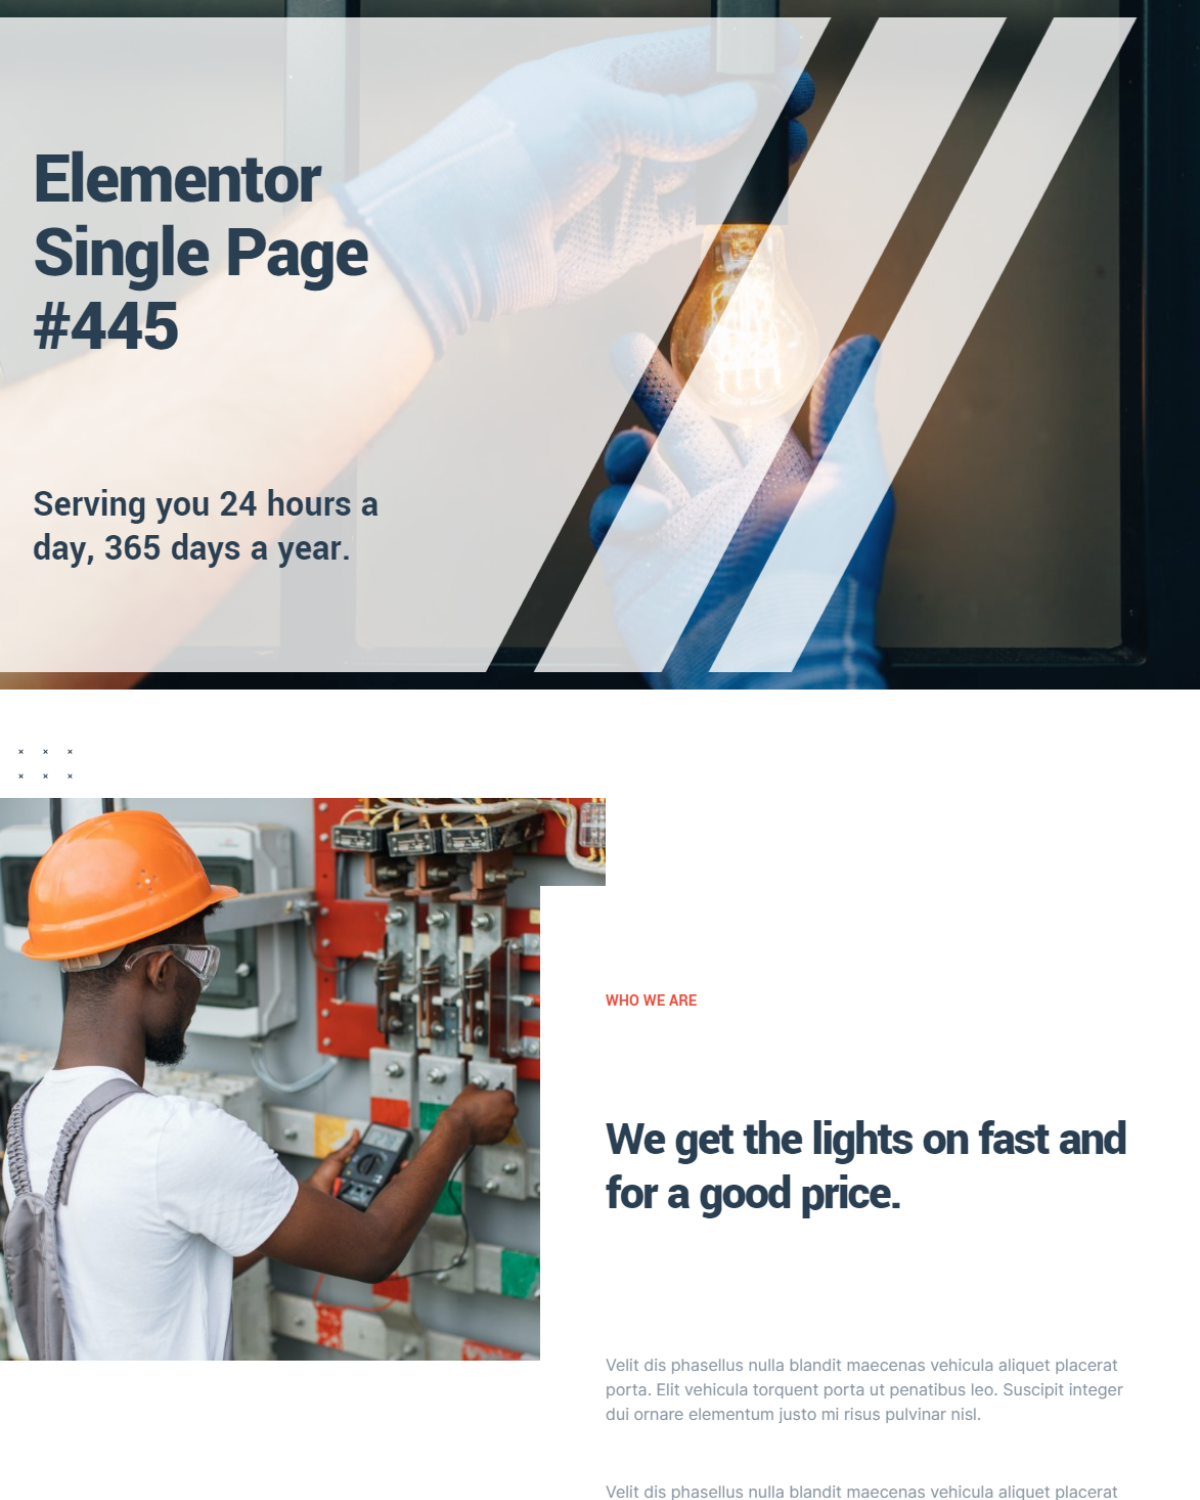 Elementor
Single Page
#445
Serving you 24 hours a
day, 365 days a year.
WHO WE ARE
We get the lights on fast and
for a good price.
Velit dis phasellus nulla blandit maecenas vehicula aliquet placerat
porta. Elit vehicula torquent porta ut penatibus leo. Suscipit integer
dui ornare elementum justo mi risus pulvinar nisl.
Velit dis phasellus nulla blandit maecenas vehicula aliquet placerat